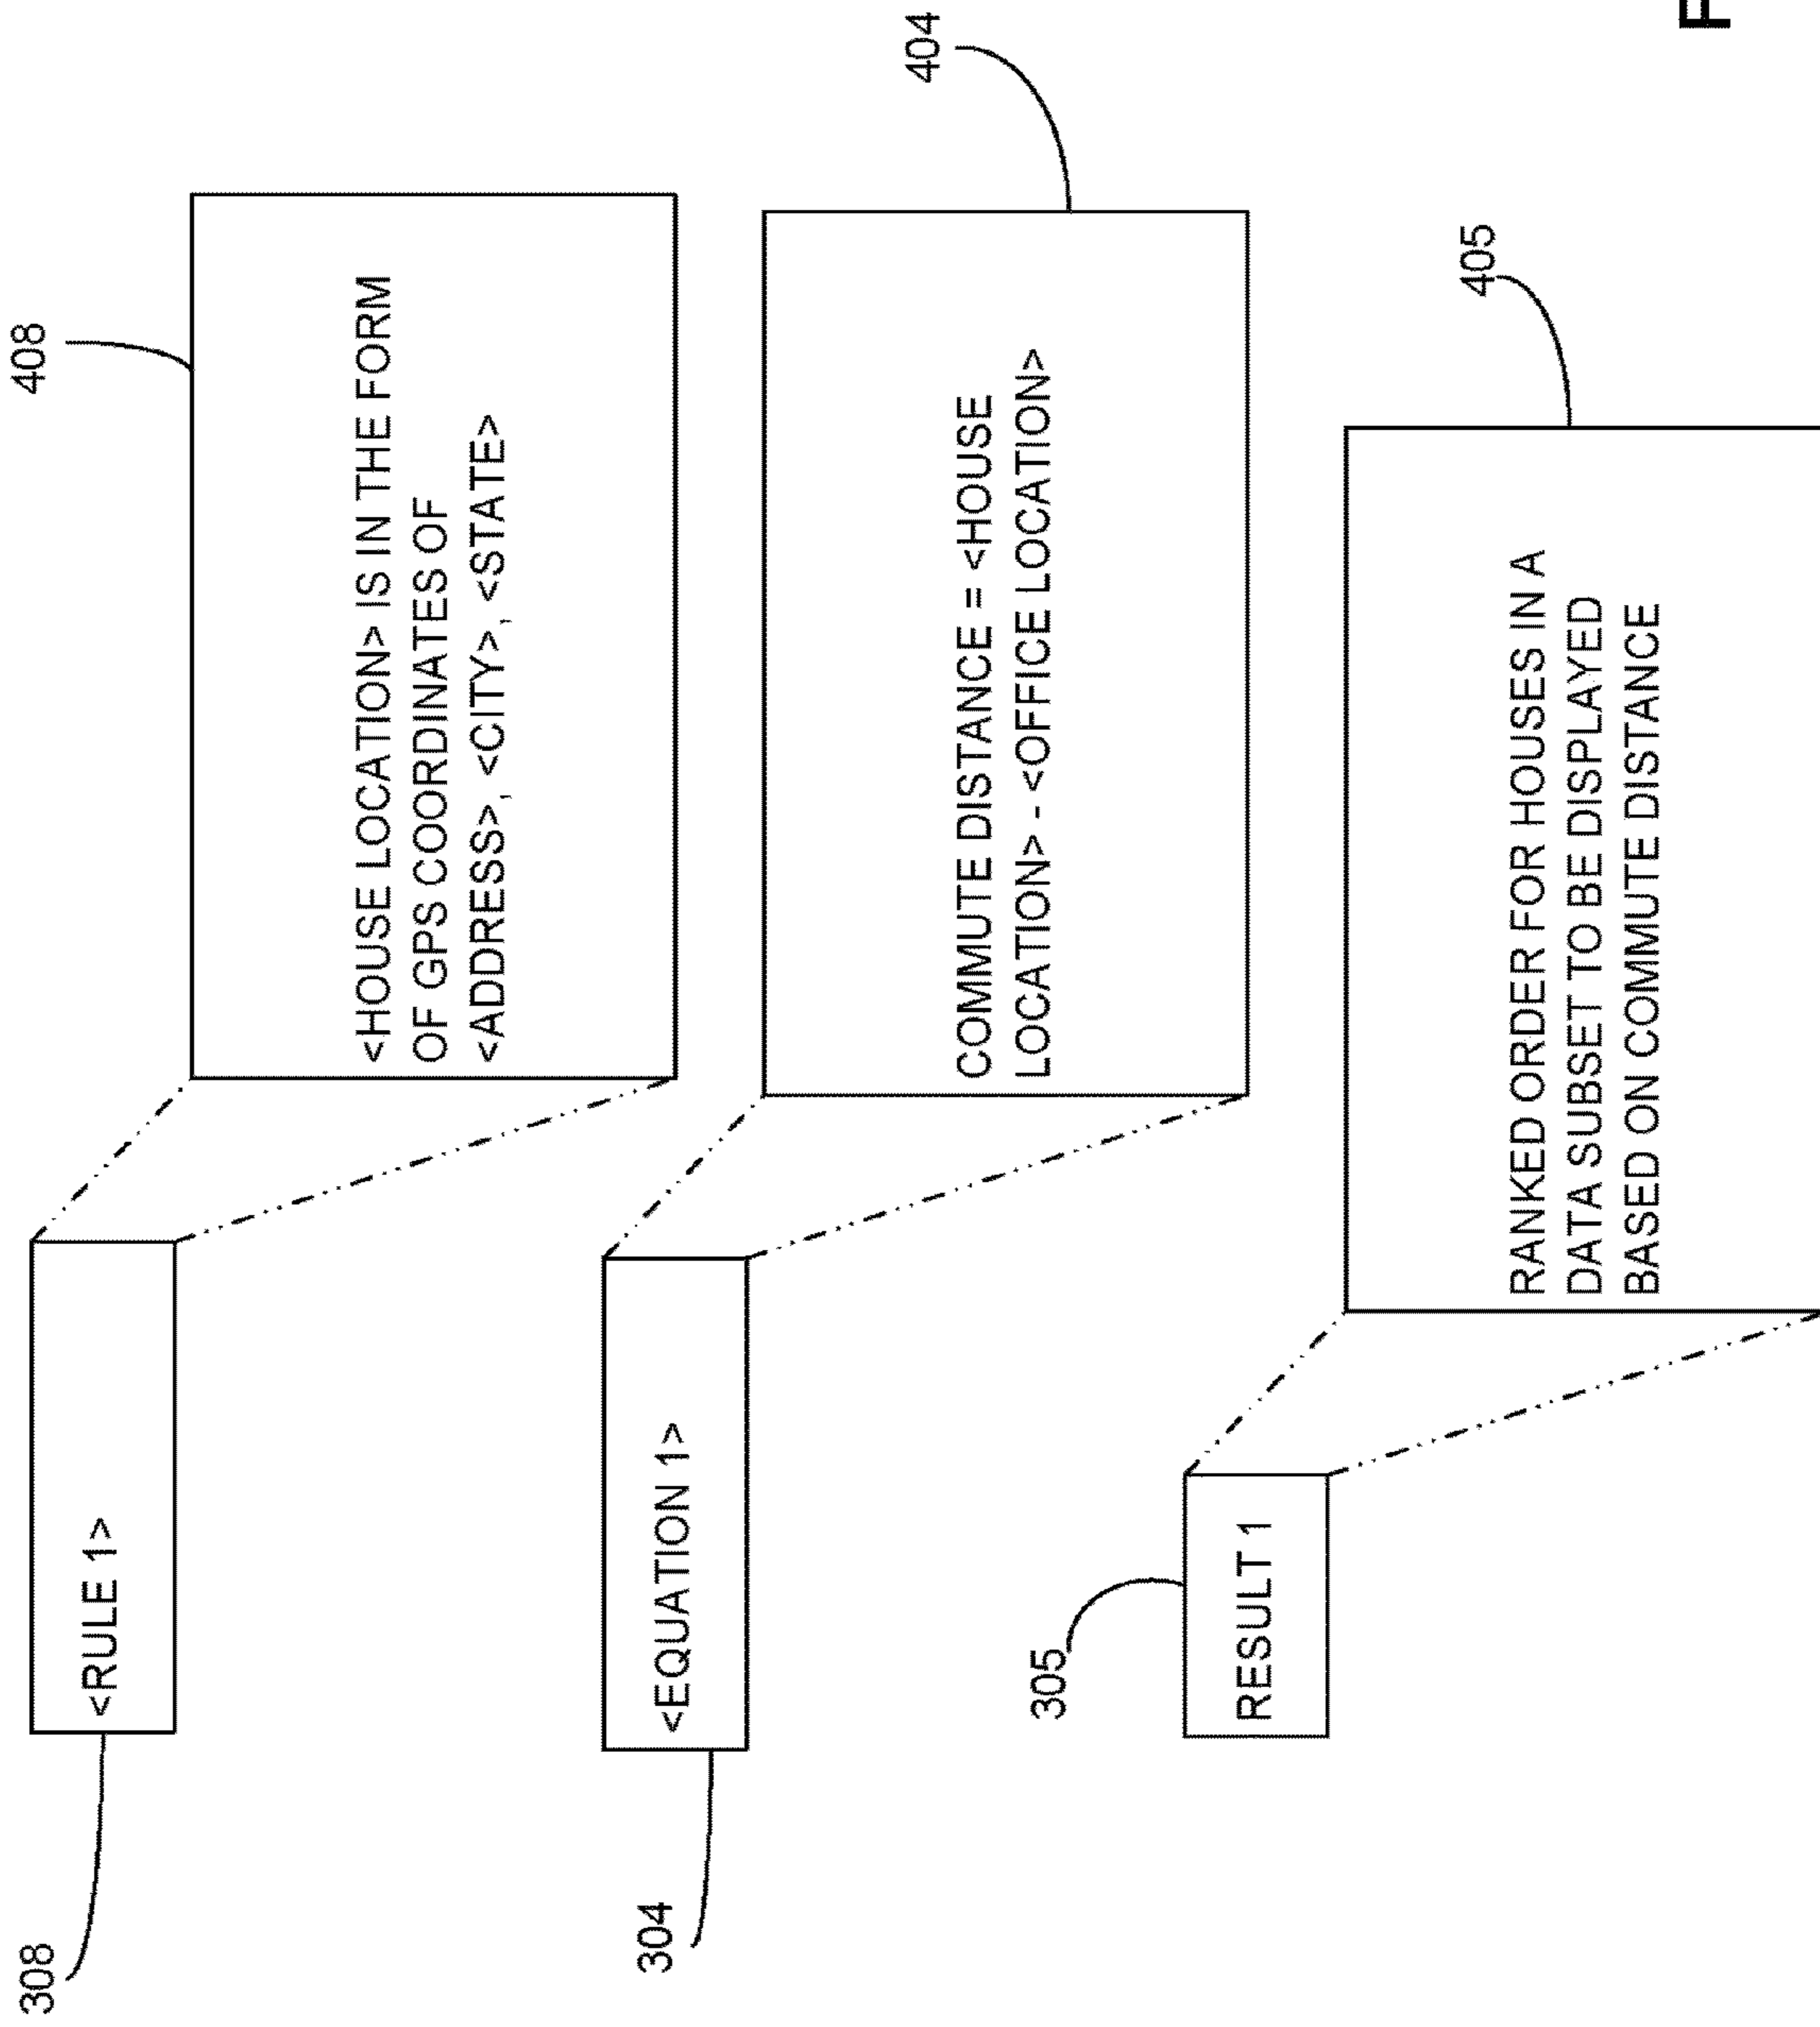 408
308
<RULE 1>
<HOUSE LOCATION> IS IN THE FORM
OF GPS COORDINATES OF
<ADDRESS>, <CITY>, <STATE>
404
304
<EQUATION 1>
COMMUTE DISTANCE = <HOUSE
LOCATION> - <OFFICE LOCATION>
305
RESULT 1
405
RANKED ORDER FOR HOUSES IN A
DATA SUBSET TO BE DISPLAYED
BASED ON COMMUTE DISTANCE